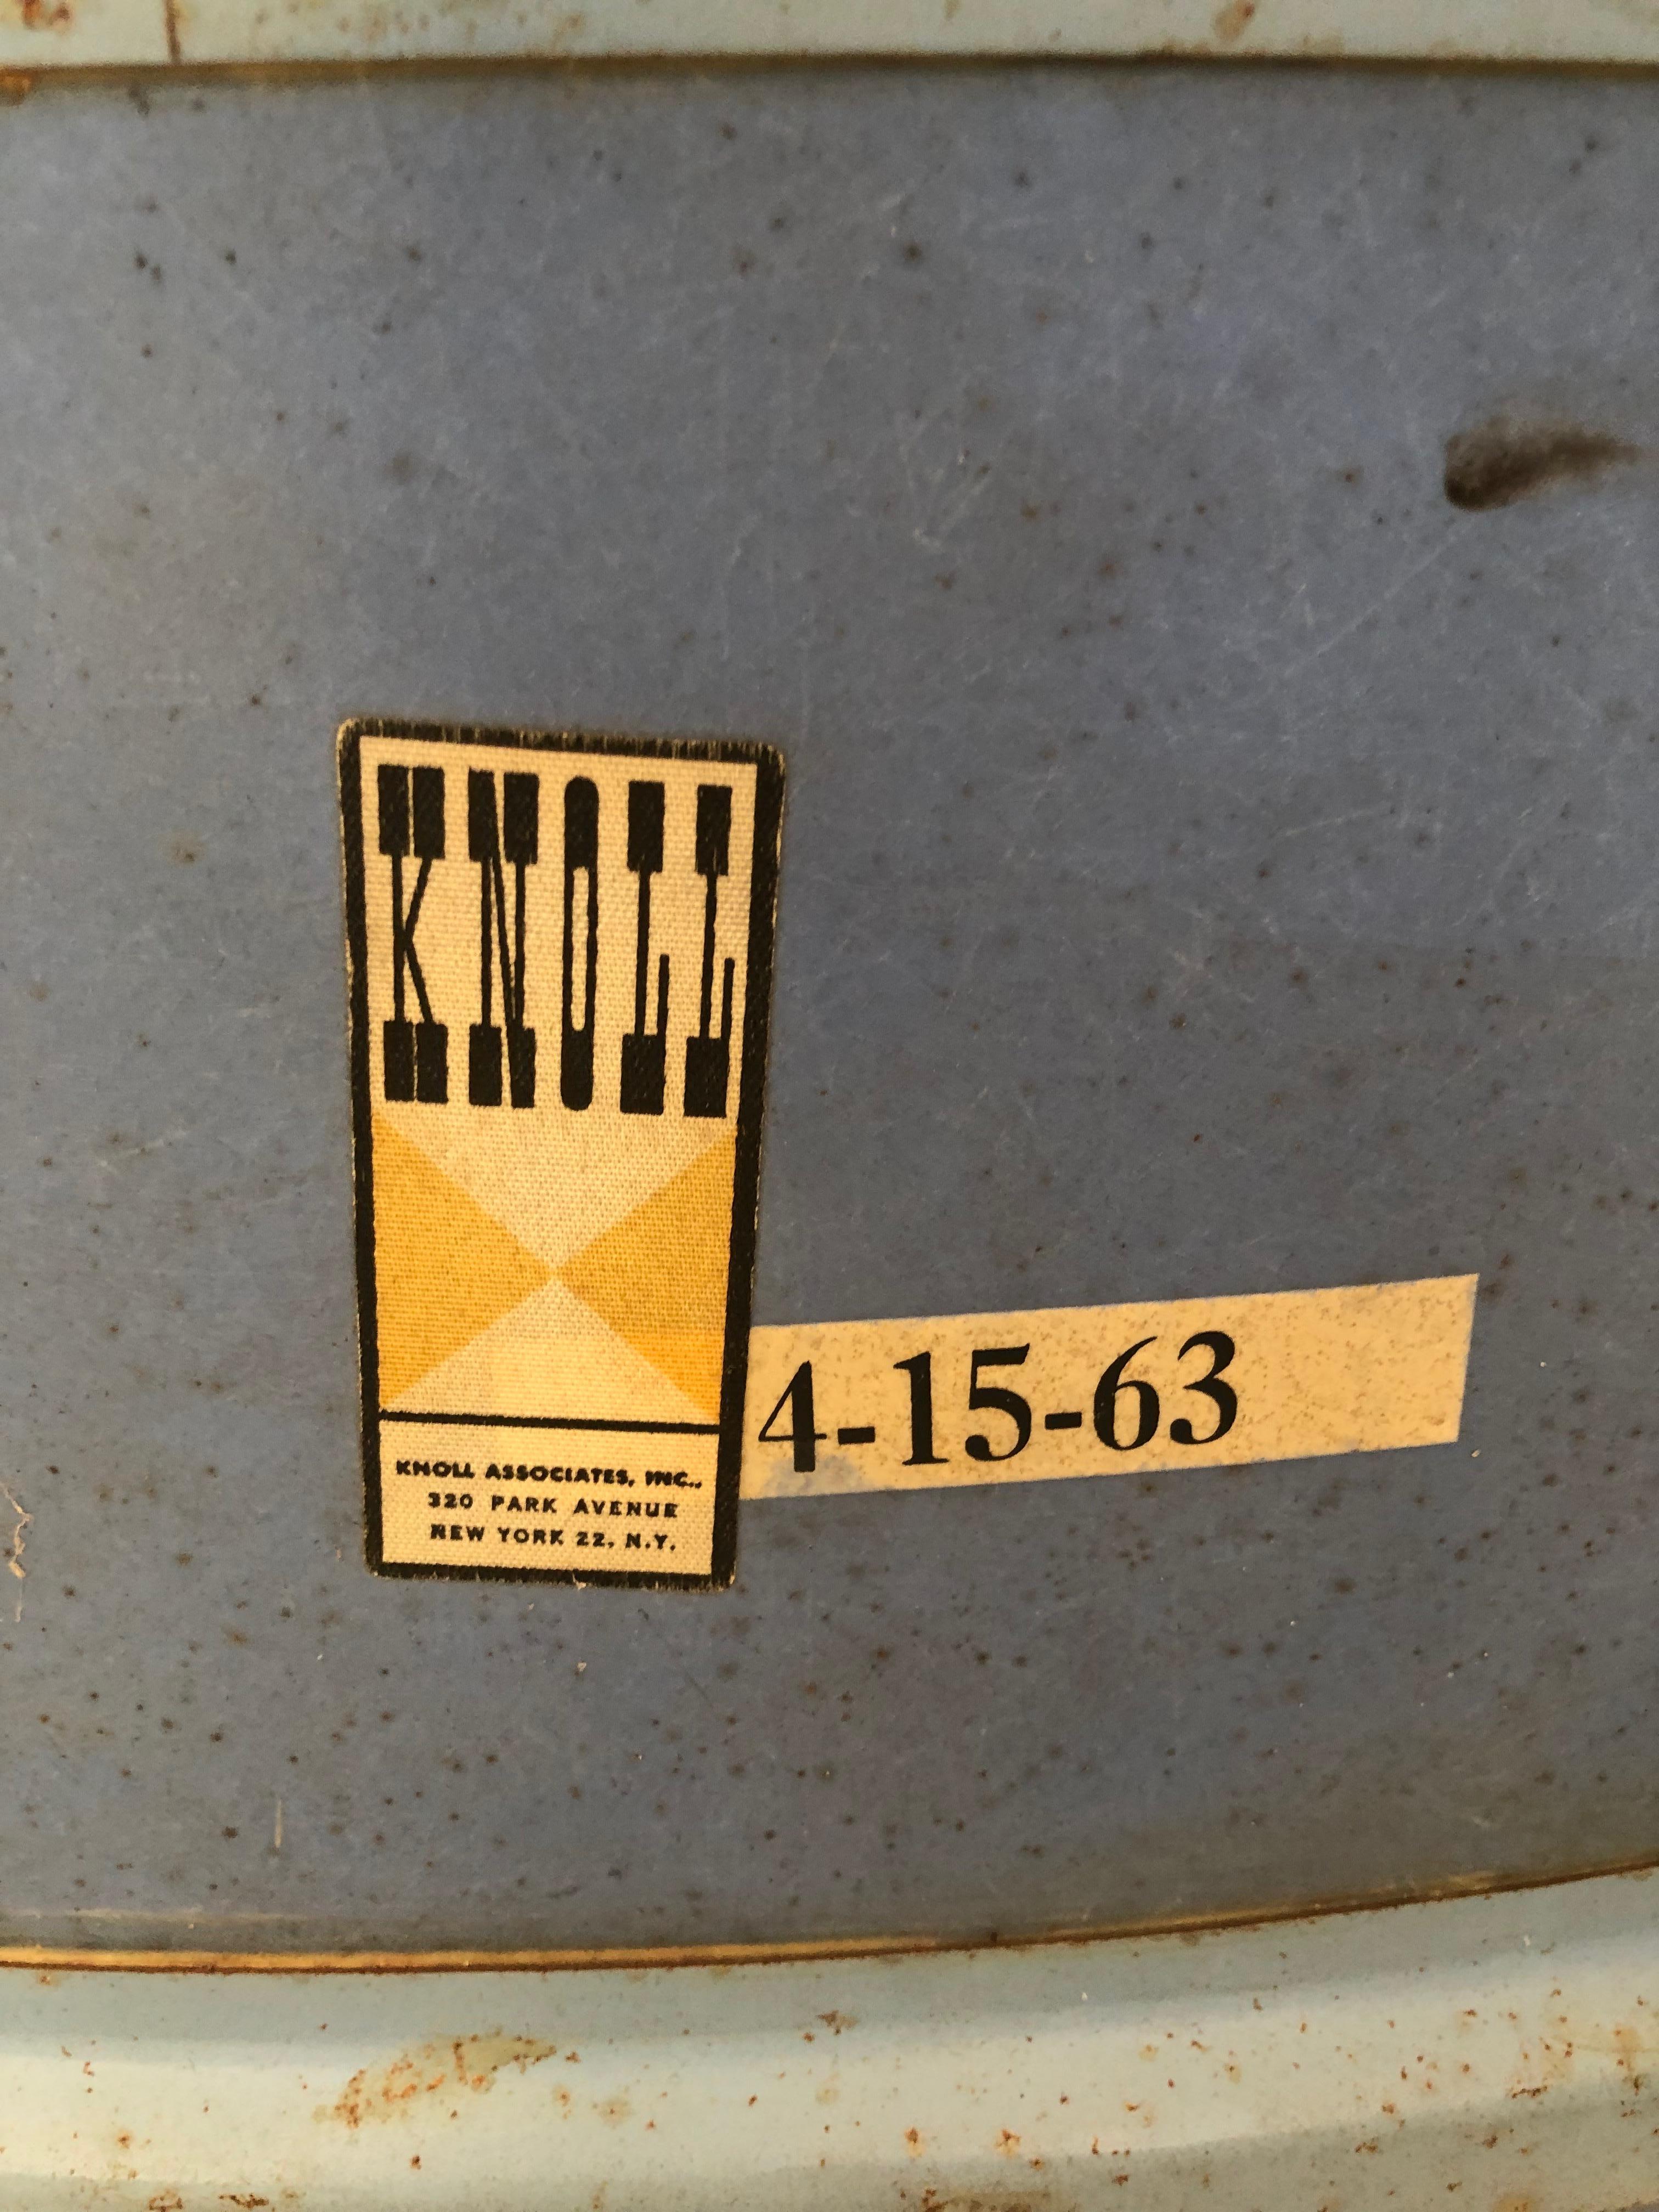 KNOLL
4-15-63
KNOLL ASSOCIATES, INC.,
320 PARK AVENUE
NEW YORK 22, N.Y.